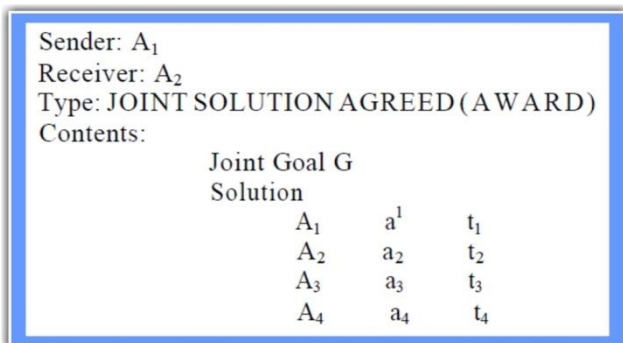 Sender: A₁
Receiver: A₂
Type: JOINT SOLUTION AGREED (AWARD)
Contents:
Joint Goal G
Solution
A₁ a¹ t₁
A₂ a₂ t₂
A₃ a₃ t₃
A₄ a₄ t₄